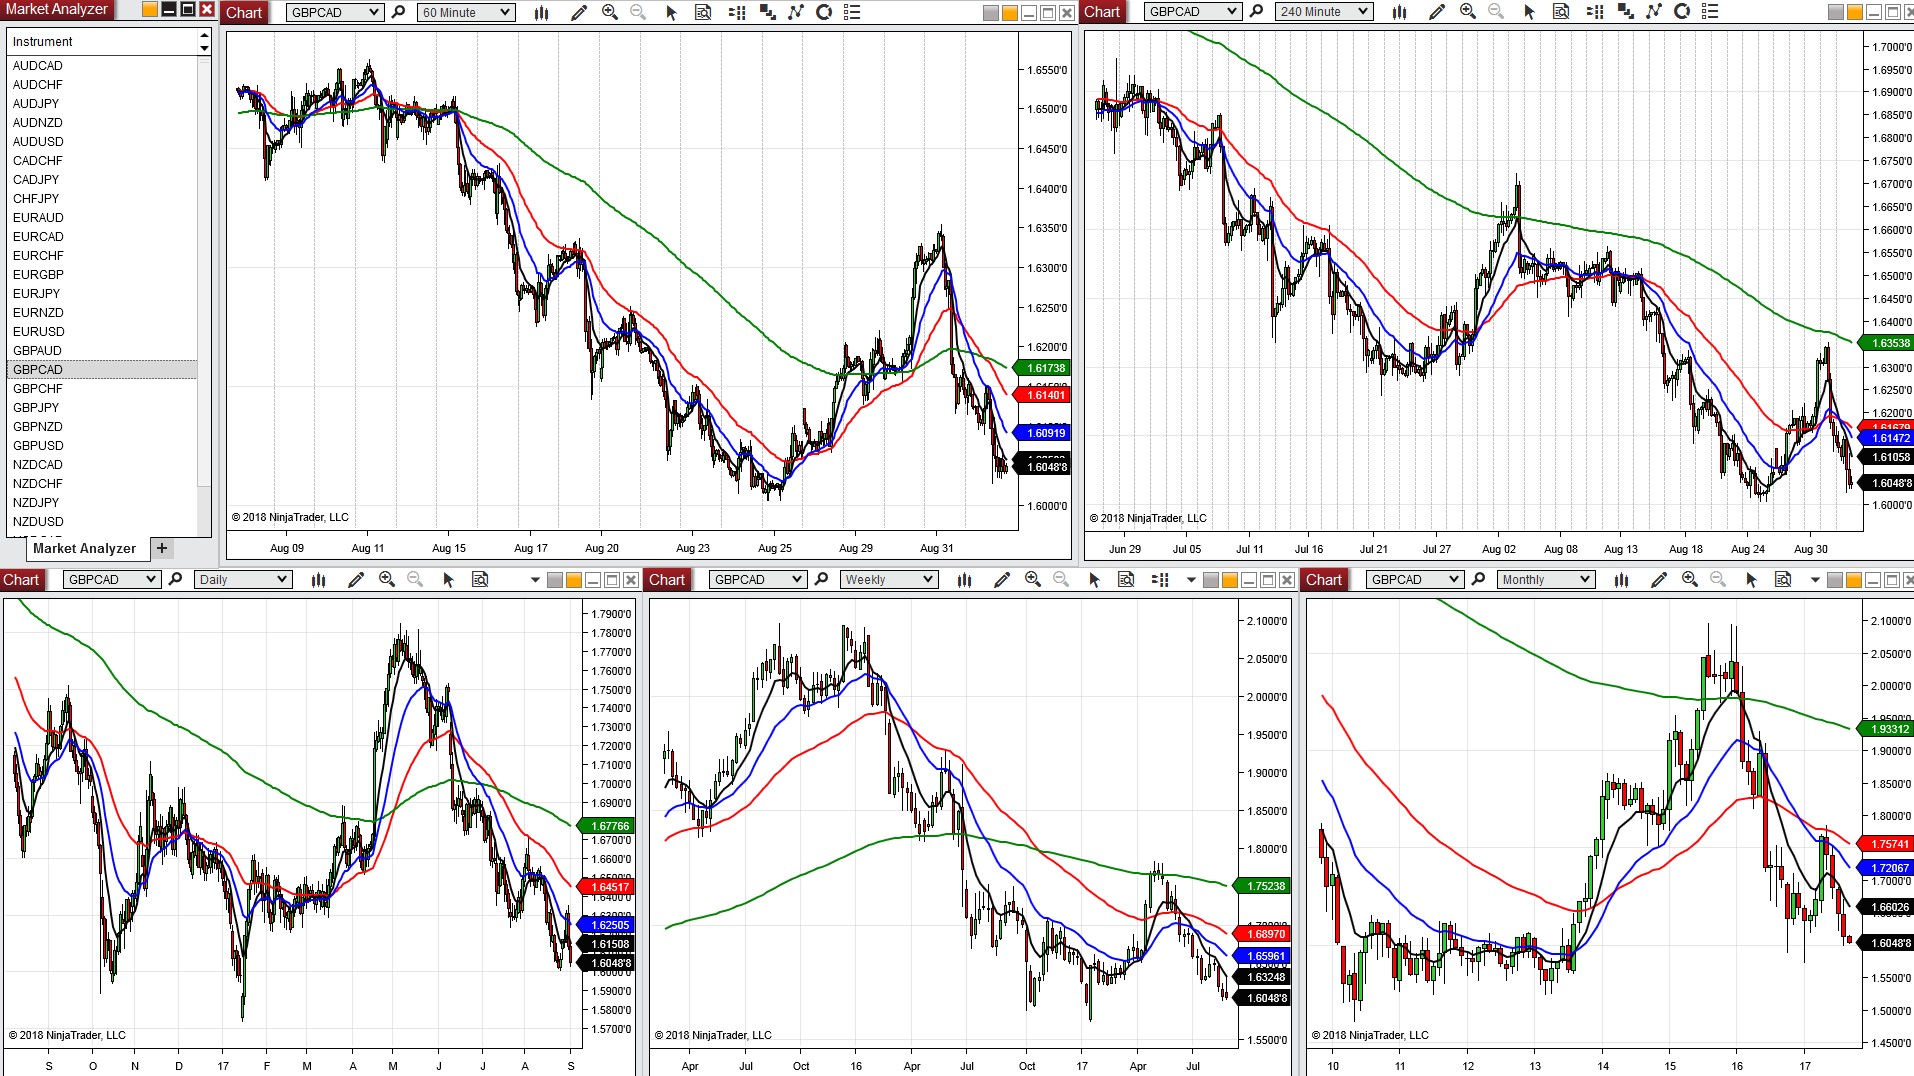 Market Analyzer
Instrument
AUDCAD
AUDCHF
AUDJPY
AUDNZD
AUDUSD
CADCHF
CADJPY
CHFJPY
EURAUD
EURCAD
EURCHF
EURGBP
EURJPY
EURNZD
EURUSD
GBPAUD
GBPCAD
GBPCHF
GBPJPY
GBPNZD
GBPUSD
NZDCAD
NZDCHF
NZDJPY
NZDUSD
Market Analyzer +
Chart GBPCAD 60 Minute
1.6550'0
1.6500'0
1.6450'0
1.6400'0
1.6350'0
1.6300'0
1.6250'0
1.6200'0
1.61738
1.61401
1.60919
1.6048'8
1.6000'0
© 2018 NinjaTrader, LLC
Aug 09 Aug 11 Aug 15 Aug 17 Aug 20 Aug 23 Aug 25 Aug 29 Aug 31
Chart GBPCAD 240 Minute
1.7000'0
1.6950'0
1.6900'0
1.6850'0
1.6800'0
1.6750'0
1.6700'0
1.6650'0
1.6600'0
1.6550'0
1.6500'0
1.6450'0
1.6400'0
1.63538
1.6300'0
1.6250'0
1.6200'0
1.61472
1.61058
1.6048'8
1.6000'0
© 2018 NinjaTrader, LLC
Jun 29 Jul 05 Jul 11 Jul 16 Jul 21 Jul 27 Aug 02 Aug 08 Aug 13 Aug 18 Aug 24 Aug 30
Chart GBPCAD Daily
1.7900'0
1.7800'0
1.7700'0
1.7600'0
1.7500'0
1.7400'0
1.7300'0
1.7200'0
1.7100'0
1.7000'0
1.6900'0
1.67766
1.6600'0
1.64517
1.6400'0
1.62505
1.61508
1.6048'8
1.5900'0
1.5800'0
1.5700'0
© 2018 NinjaTrader, LLC
S O N D 17 F M A M J J A S
Chart GBPCAD Weekly
2.1000'0
2.0500'0
2.0000'0
1.9500'0
1.9000'0
1.8500'0
1.8000'0
1.75238
1.68970
1.65961
1.63248
1.6048'8
1.5500'0
© 2018 NinjaTrader, LLC
Apr Jul Oct 16 Apr Jul Oct 17 Apr Jul
Chart GBPCAD Monthly
2.1000'0
2.0500'0
2.0000'0
1.93312
1.9000'0
1.8500'0
1.8000'0
1.75741
1.72067
1.7000'0
1.66026
1.6048'8
1.5500'0
1.5000'0
1.4500'0
© 2018 NinjaTrader, LLC
10 11 12 13 14 15 16 17